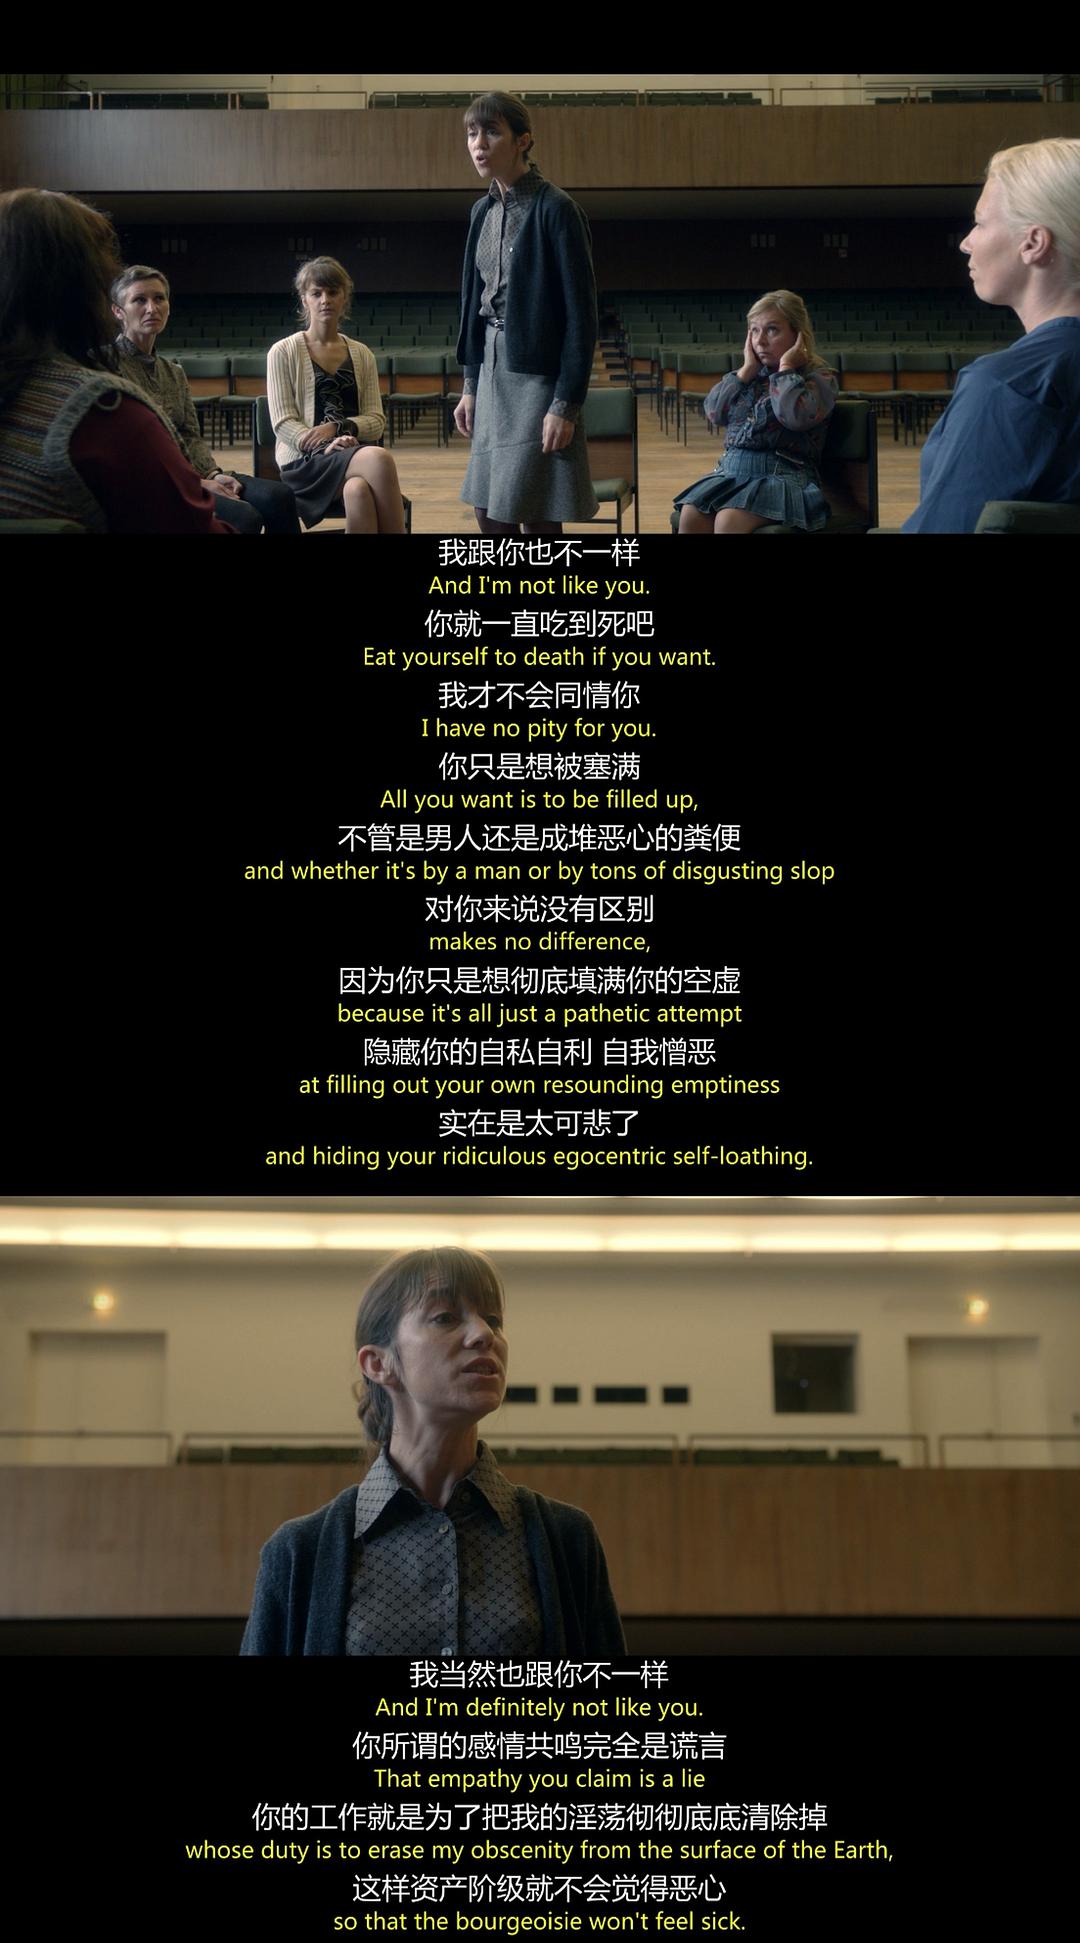 我跟你也不一样
And I'm not like you.
你就一直吃到死吧
Eat yourself to death if you want.
我才不会同情你
I have no pity for you.
你只是想被塞满
All you want is to be filled up,
不管是男人还是成堆恶心的粪便
and whether it's by a man or by tons of disgusting slop
对你来说没有区别
makes no difference,
因为你只是想彻底填满你的空虚
because it's all just a pathetic attempt
隐藏你的自私自利 自我憎恶
at filling out your own resounding emptiness
实在是太可悲了
and hiding your ridiculous egocentric self-loathing.
我当然也跟你不一样
And I'm definitely not like you.
你所谓的感情共鸣完全是谎言
That empathy you claim is a lie
你的工作就是为了把我的淫荡彻彻底底清除掉
whose duty is to erase my obscenity from the surface of the Earth,
这样资产阶级就不会觉得恶心
so that the bourgeoisie won't feel sick.